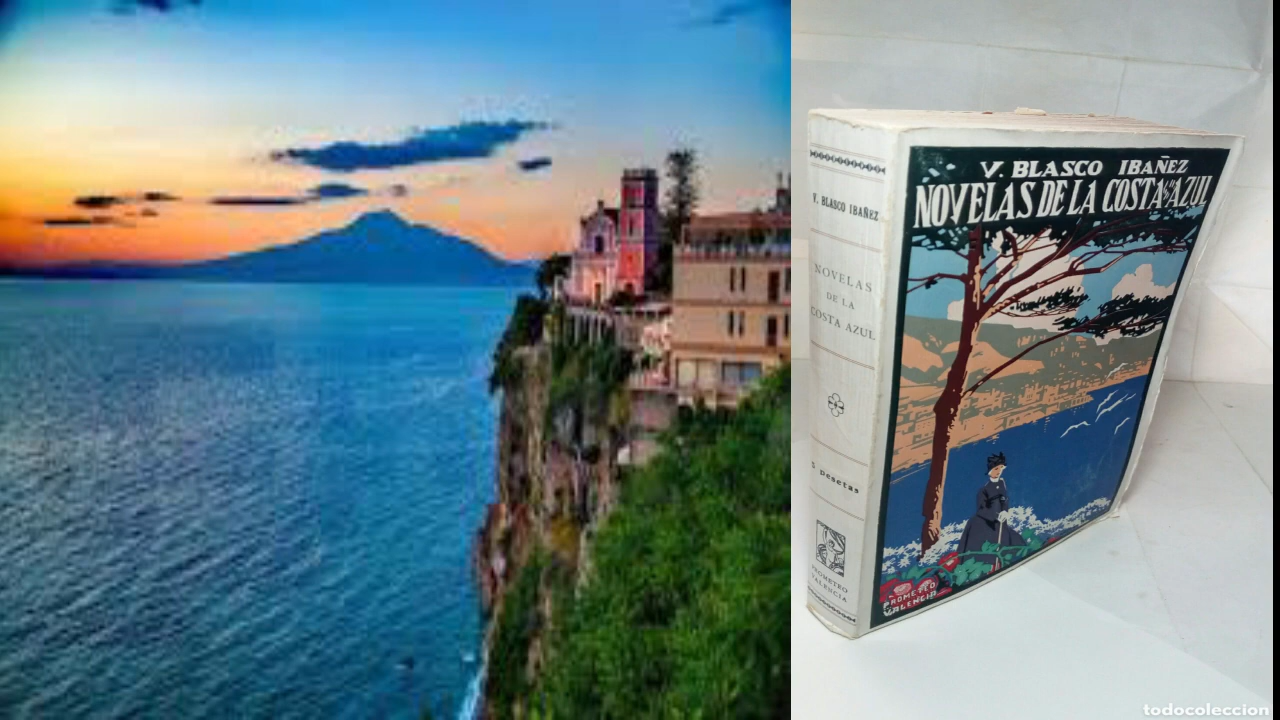 V. BLASCO IBAÑEZ
NOVELAS
DE LA
COSTA AZUL
5 pesetas
PROMETEO
VALENCIA
V. BLASCO IBAÑEZ
NOVELAS DE LA COSTA AZUL
PROMETEO
VALENCIA
todocoleccion